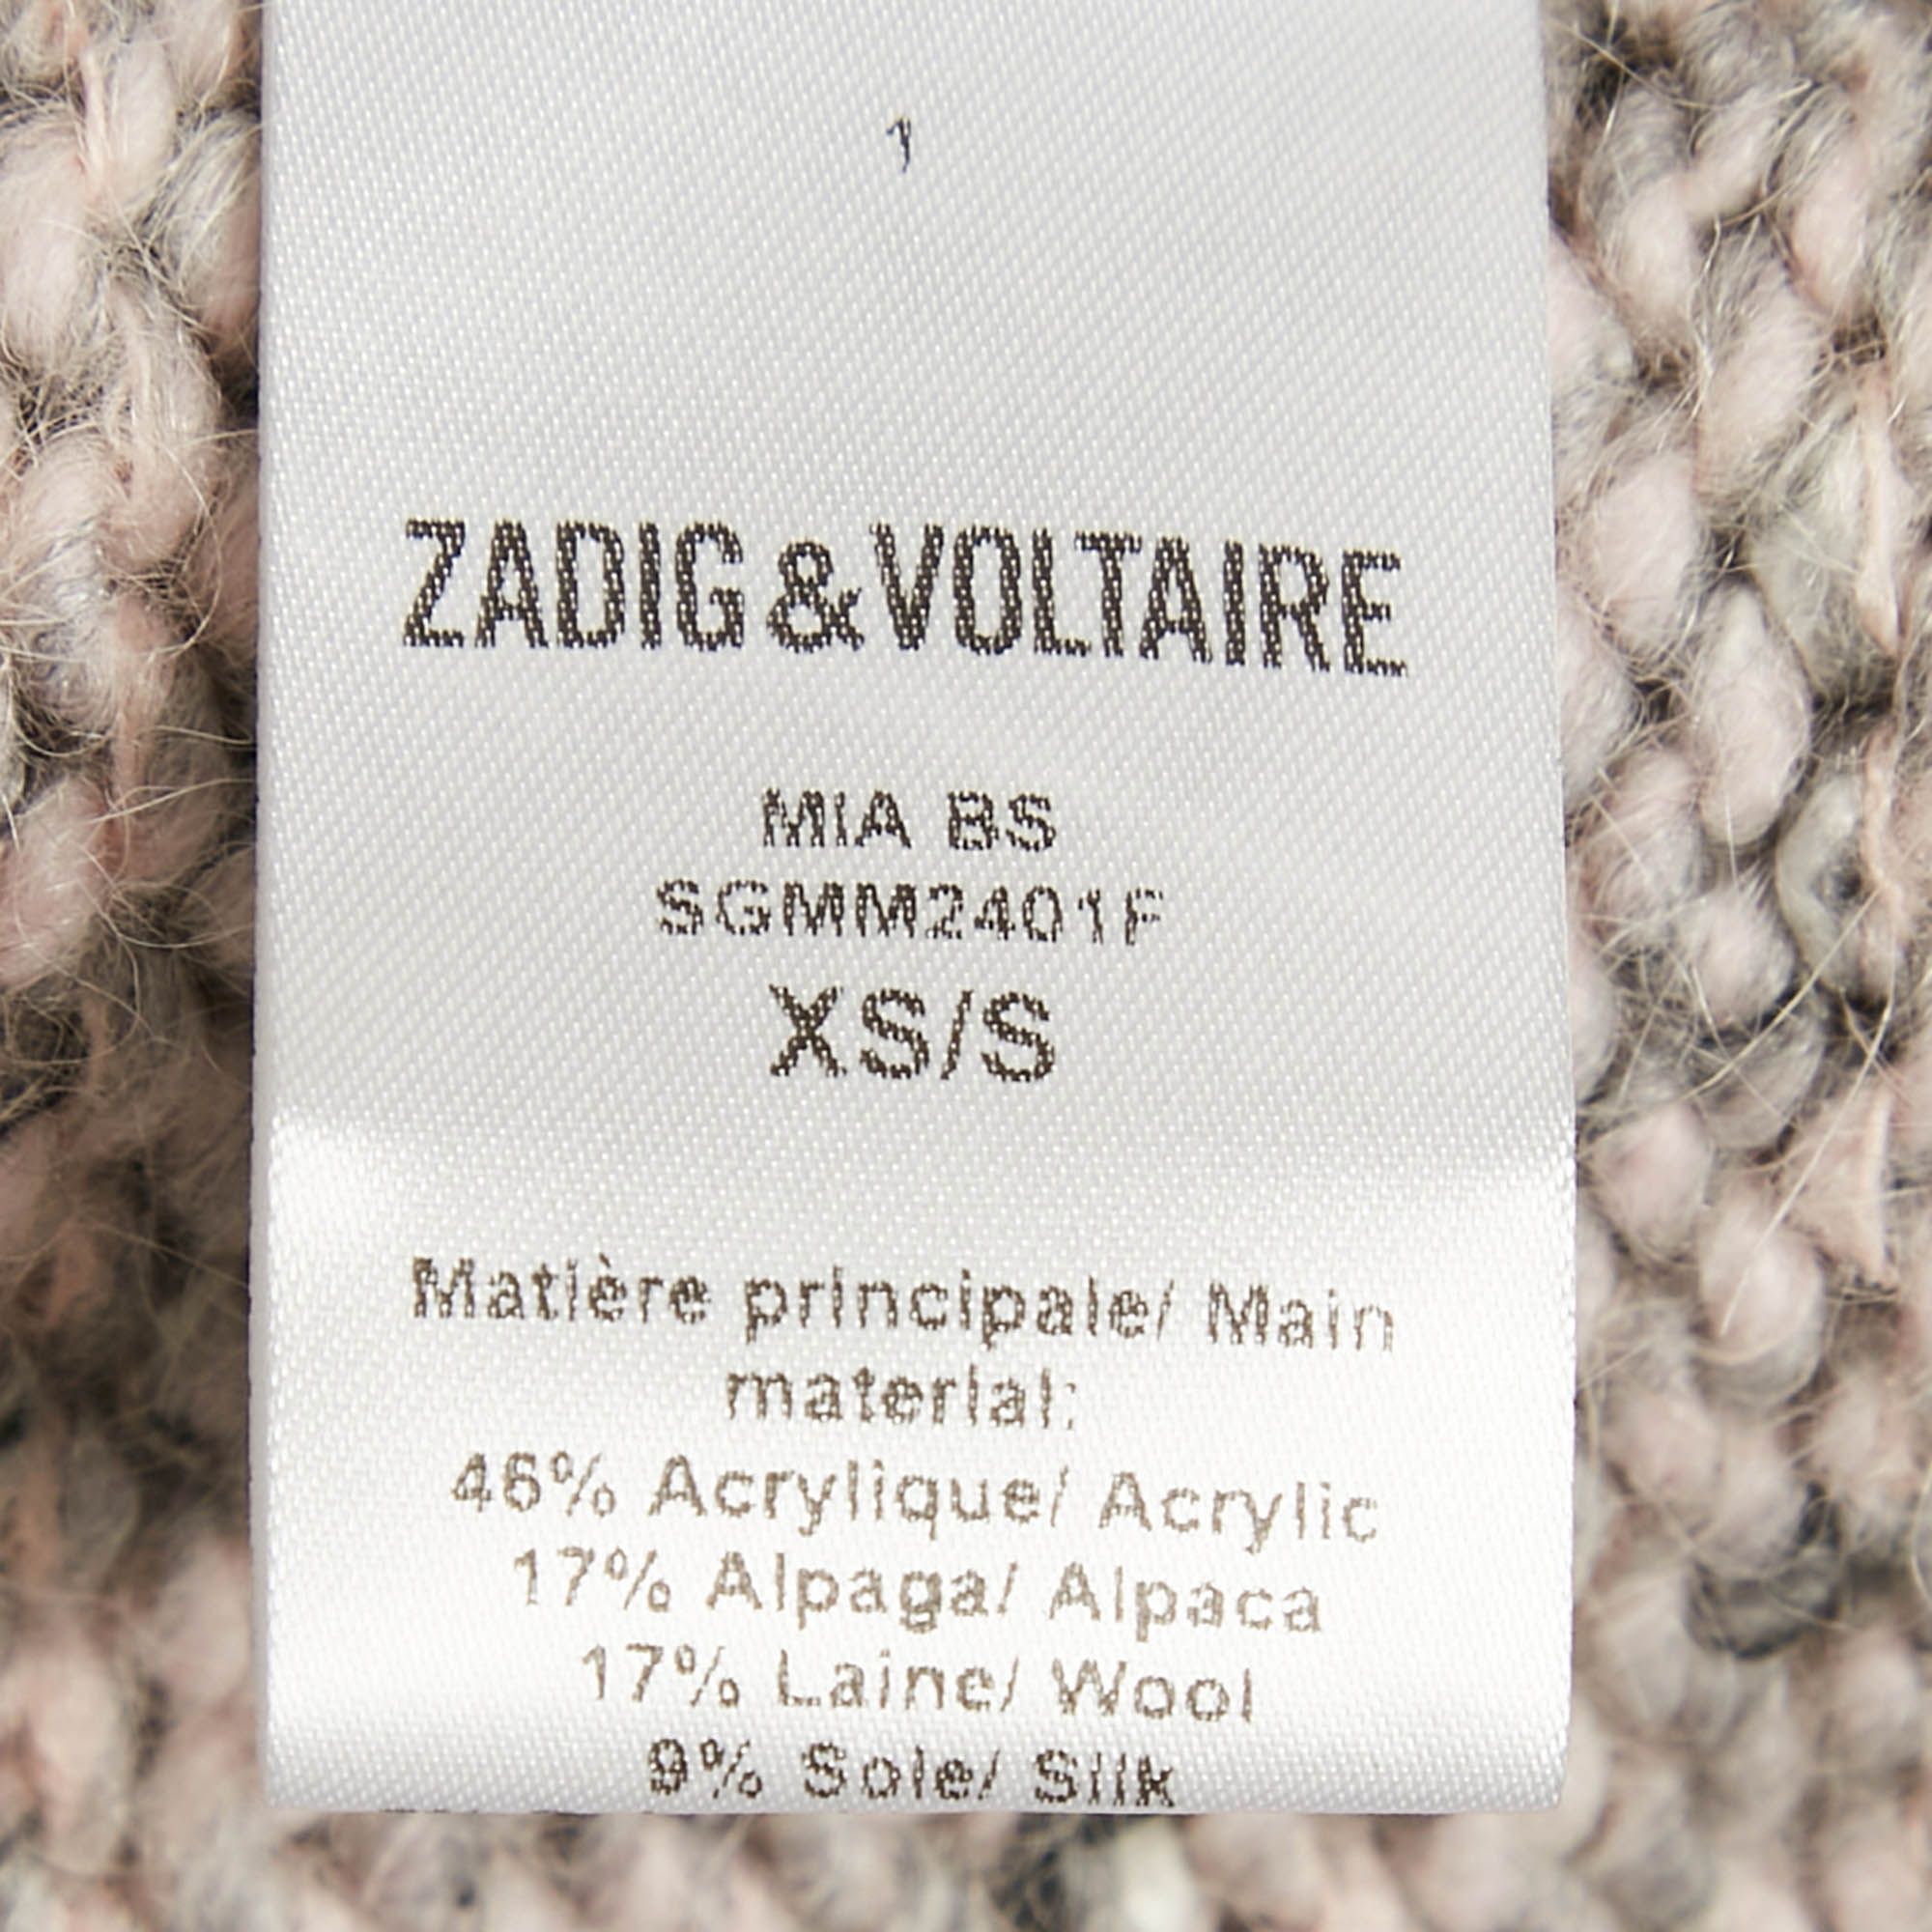 1
ZADIG & VOLTAIRE
MIA BS
SGMM2401F
XS/S
Matière principale/ Main
material:
46% Acrylique/ Acrylic
17% Alpaga/ Alpaca
17% Laine/ Wool
9% Soie/ Silk